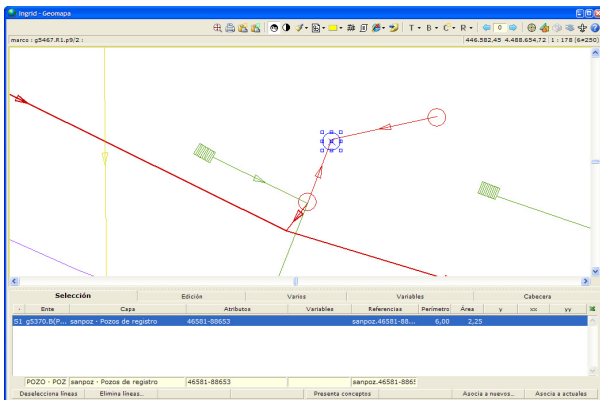 Ingrid - Geomapa
T - B - C - R - 0
marco : g5467.R1.p9/2 :
446.582,45 4.488.654,72 1 : 178 (6=250)
Selección Edición Varios Variables Cabecera
- Ente Capa Atributos Variables Referencias Perímetro Área y xx yy
S1 g5370.B(P... sanpoz - Pozos de registro 46581-88653 sanpoz.46581-88... 6,00 2,25
POZO - POZ sanpoz - Pozos de registro 46581-88653 sanpoz.46581-8865
Deselecciona líneas Elimina líneas... Presenta conceptos Asocia a nuevos... Asocia a actuales